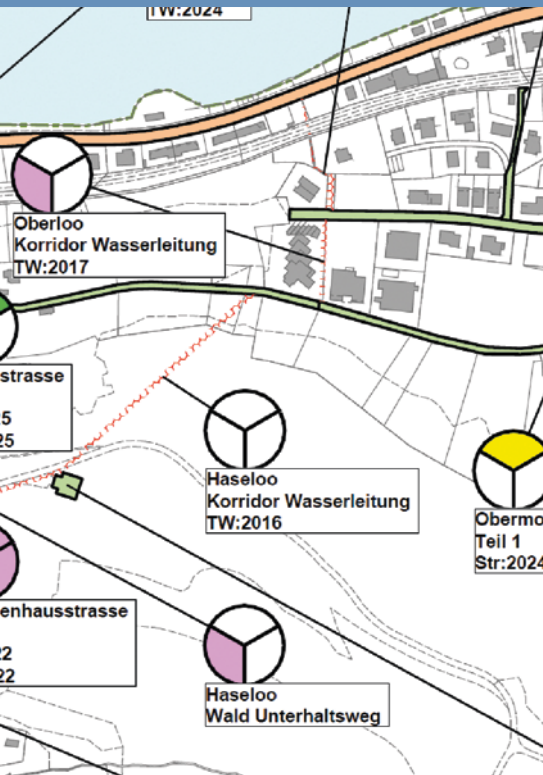 TW:2024
Oberloo
Korridor Wasserleitung
TW:2017
strasse
25
25
Haseloo
Korridor Wasserleitung
TW:2016
Obermo
Teil 1
Str:2024
enhausstrasse
22
22
Haseloo
Wald Unterhaltsweg